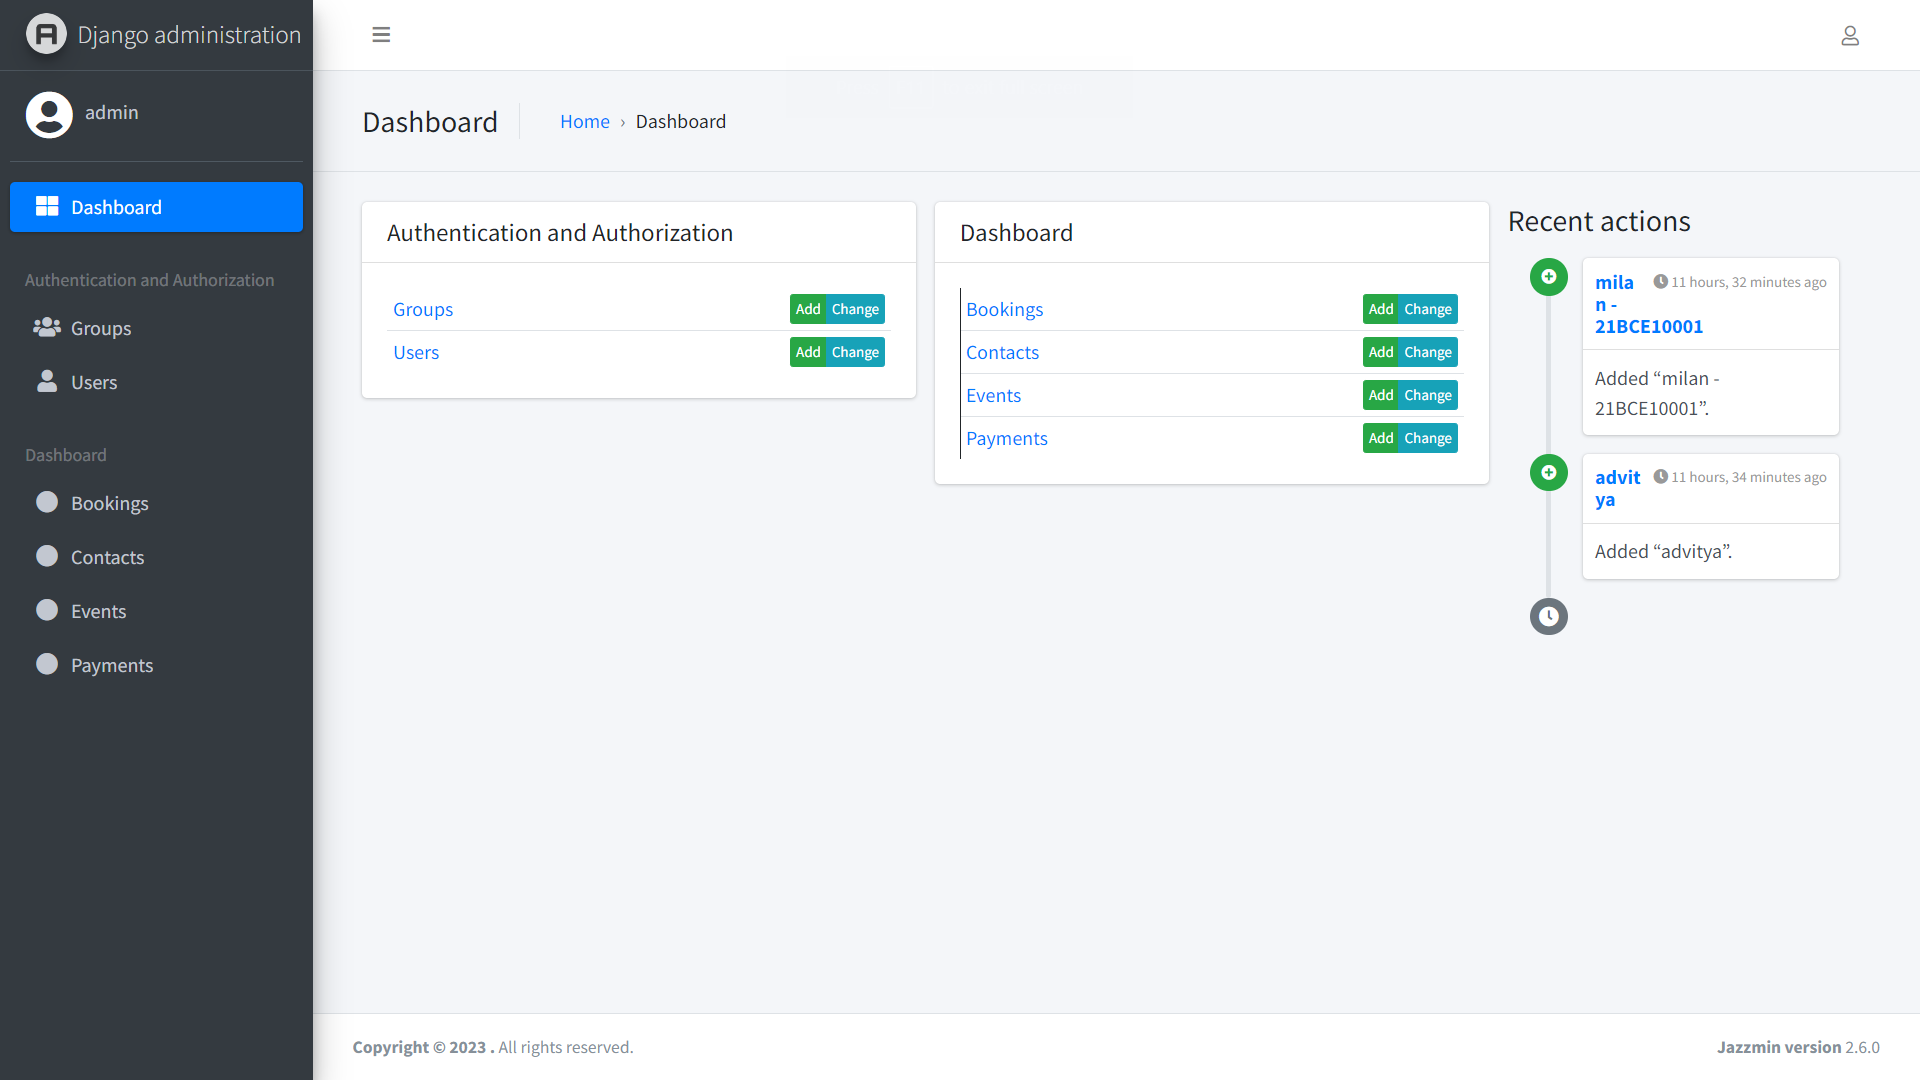 Django administration
admin
Dashboard
Authentication and Authorization
Groups
Users
Dashboard
Bookings
Contacts
Events
Payments
Dashboard
Home › Dashboard
Authentication and Authorization
Groups Add Change
Users Add Change
Dashboard
Bookings Add Change
Contacts Add Change
Events Add Change
Payments Add Change
Recent actions
mila 11 hours, 32 minutes ago
n -
21BCE10001
Added “milan -
21BCE10001”.
advit 11 hours, 34 minutes ago
ya
Added “advitya”.
Copyright © 2023 . All rights reserved.
Jazzmin version 2.6.0